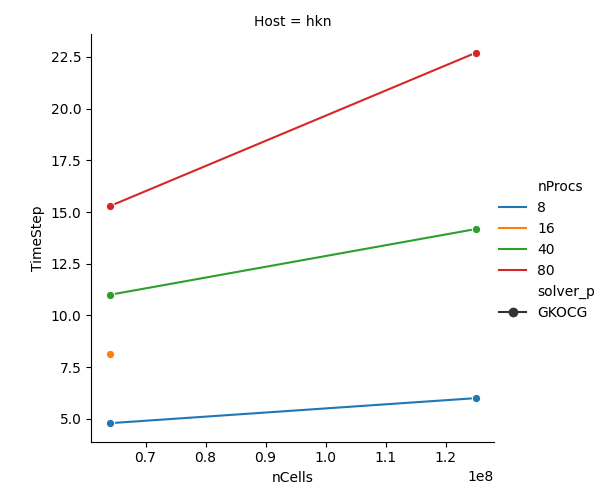 Host = hkn
22.5
20.0
17.5
15.0
12.5
10.0
7.5
5.0
TimeStep
0.7 0.8 0.9 1.0 1.1 1.2
1e8
nCells
nProcs
8
16
40
80
solver_p
GKOCG